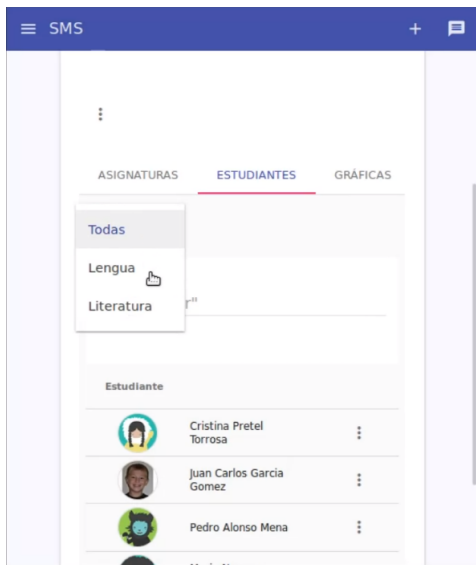 SMS
ASIGNATURAS ESTUDIANTES GRÁFICAS
Todas
Lengua
Literatura
r"
Estudiante
Cristina Pretel
Torrosa
Juan Carlos Garcia
Gomez
Pedro Alonso Mena